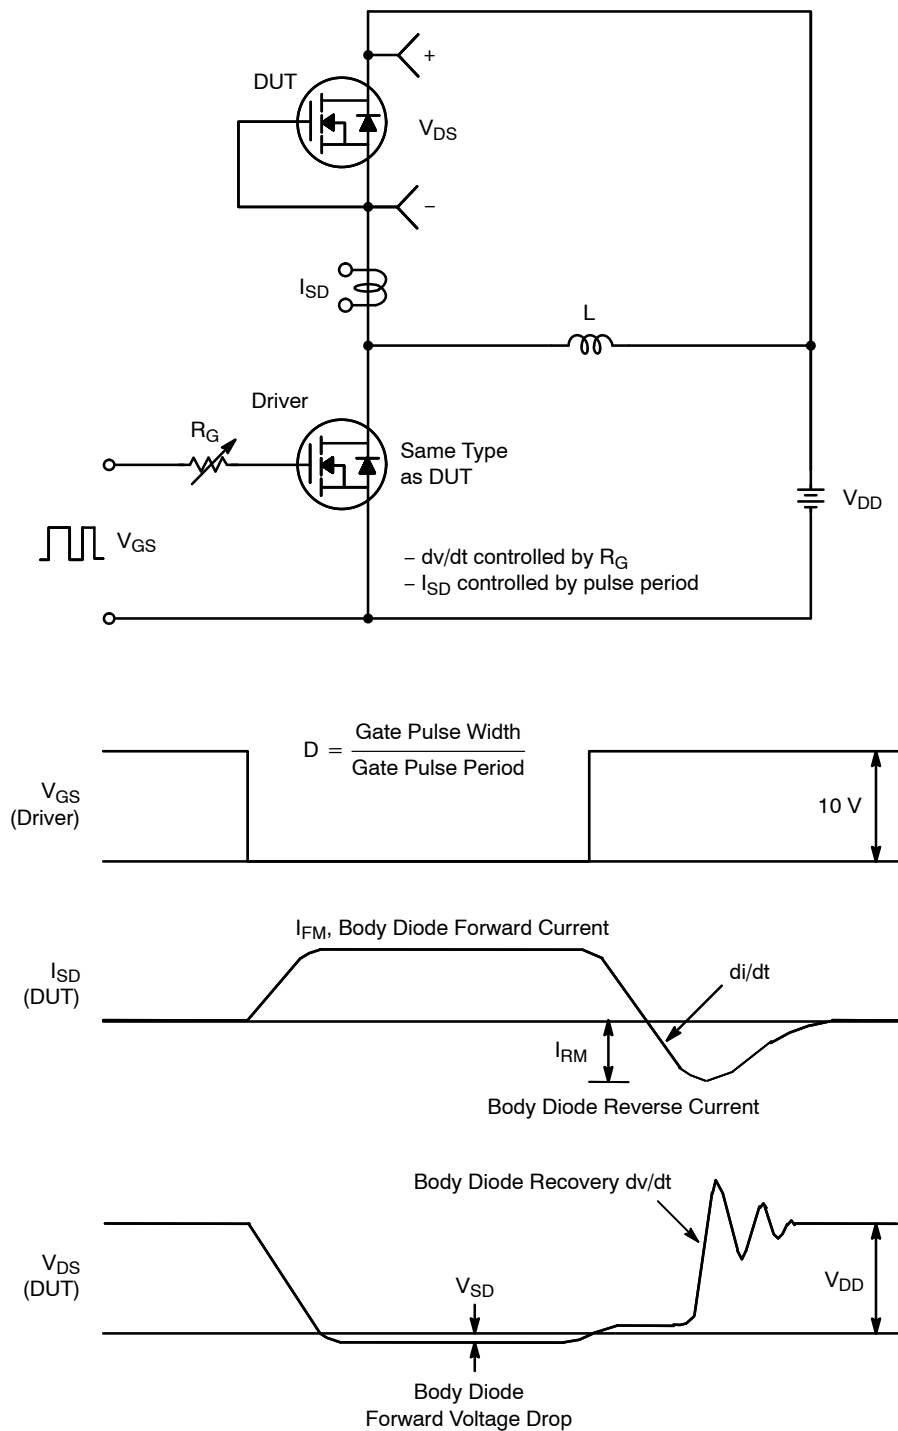 +
DUT
V_DS
−
I_SD
L
Driver
R_G
Same Type
as DUT
V_DD
V_GS
− dv/dt controlled by R_G
− I_SD controlled by pulse period
D = Gate Pulse Width
Gate Pulse Period
V_GS
(Driver)
10 V
I_FM, Body Diode Forward Current
I_SD
(DUT)
di/dt
I_RM
Body Diode Reverse Current
Body Diode Recovery dv/dt
V_DS
(DUT)
V_SD
V_DD
Body Diode
Forward Voltage Drop